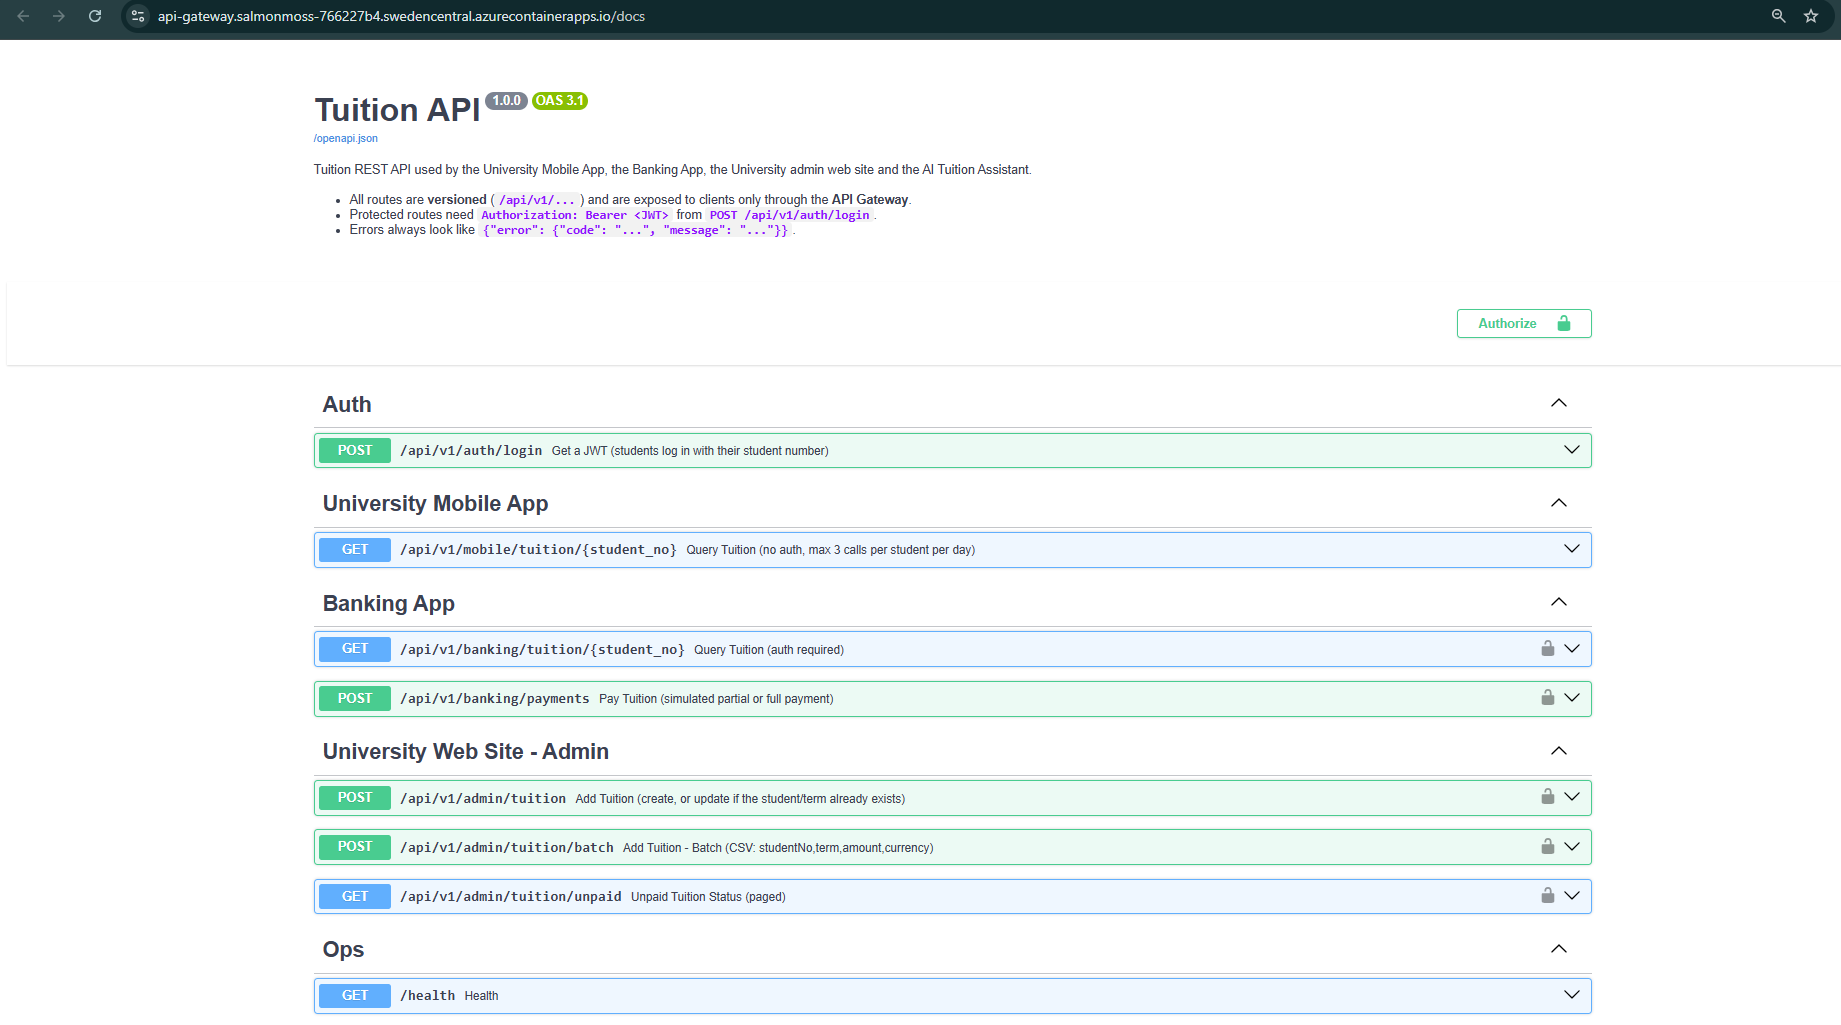 api-gateway.salmonmoss-766227b4.swedencentral.azurecontainerapps.io/docs
Tuition API 1.0.0 OAS 3.1
/openapi.json
Tuition REST API used by the University Mobile App, the Banking App, the University admin web site and the AI Tuition Assistant.
All routes are versioned ( /api/v1/... ) and are exposed to clients only through the API Gateway.
Protected routes need Authorization: Bearer <JWT> from POST /api/v1/auth/login .
Errors always look like {"error": {"code": "...", "message": "..."}} .
Authorize
Auth
POST /api/v1/auth/login Get a JWT (students log in with their student number)
University Mobile App
GET /api/v1/mobile/tuition/{student_no} Query Tuition (no auth, max 3 calls per student per day)
Banking App
GET /api/v1/banking/tuition/{student_no} Query Tuition (auth required)
POST /api/v1/banking/payments Pay Tuition (simulated partial or full payment)
University Web Site - Admin
POST /api/v1/admin/tuition Add Tuition (create, or update if the student/term already exists)
POST /api/v1/admin/tuition/batch Add Tuition - Batch (CSV: studentNo,term,amount,currency)
GET /api/v1/admin/tuition/unpaid Unpaid Tuition Status (paged)
Ops
GET /health Health